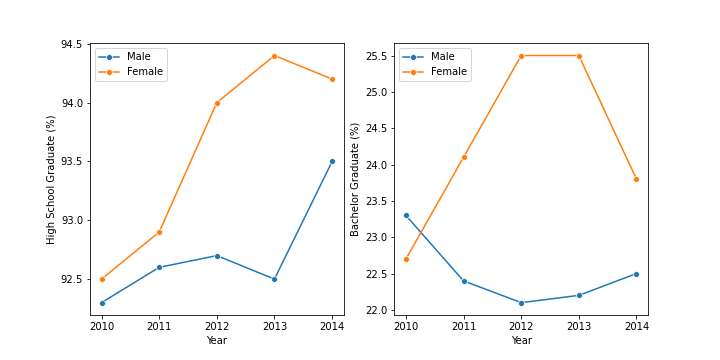 High School Graduate (%)
94.5
94.0
93.5
93.0
92.5
Male
Female
2010 2011 2012 2013 2014
Year
Bachelor Graduate (%)
25.5
25.0
24.5
24.0
23.5
23.0
22.5
22.0
Male
Female
2010 2011 2012 2013 2014
Year